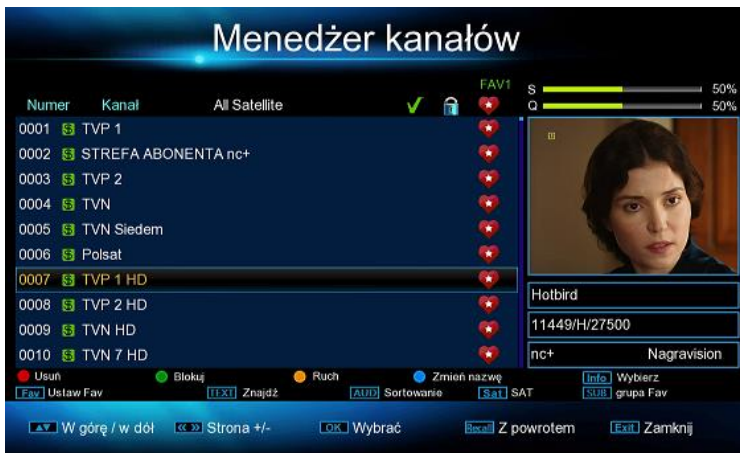 Menedżer kanałów
FAV1
S 50%
Numer Kanał All Satellite Q 50%
0001 $ TVP 1
0002 $ STREFA ABONENTA nc+
0003 $ TVP 2
0004 $ TVN
0005 $ TVN Siedem
0006 $ Polsat
0007 $ TVP 1 HD
0008 $ TVP 2 HD
0009 $ TVN HD
0010 $ TVN 7 HD
Hotbird
11449/H/27500
nc+ Nagravision
Usuń Blokuj Ruch Zmień nazwę Info Wybierz
Fav Ustaw Fav TEXT Znajdź AUD Sortowanie Sat SAT SUB grupa Fav
W górę / w dół Strona +/- OK Wybrać Recall Z powrotem Exit Zamknij